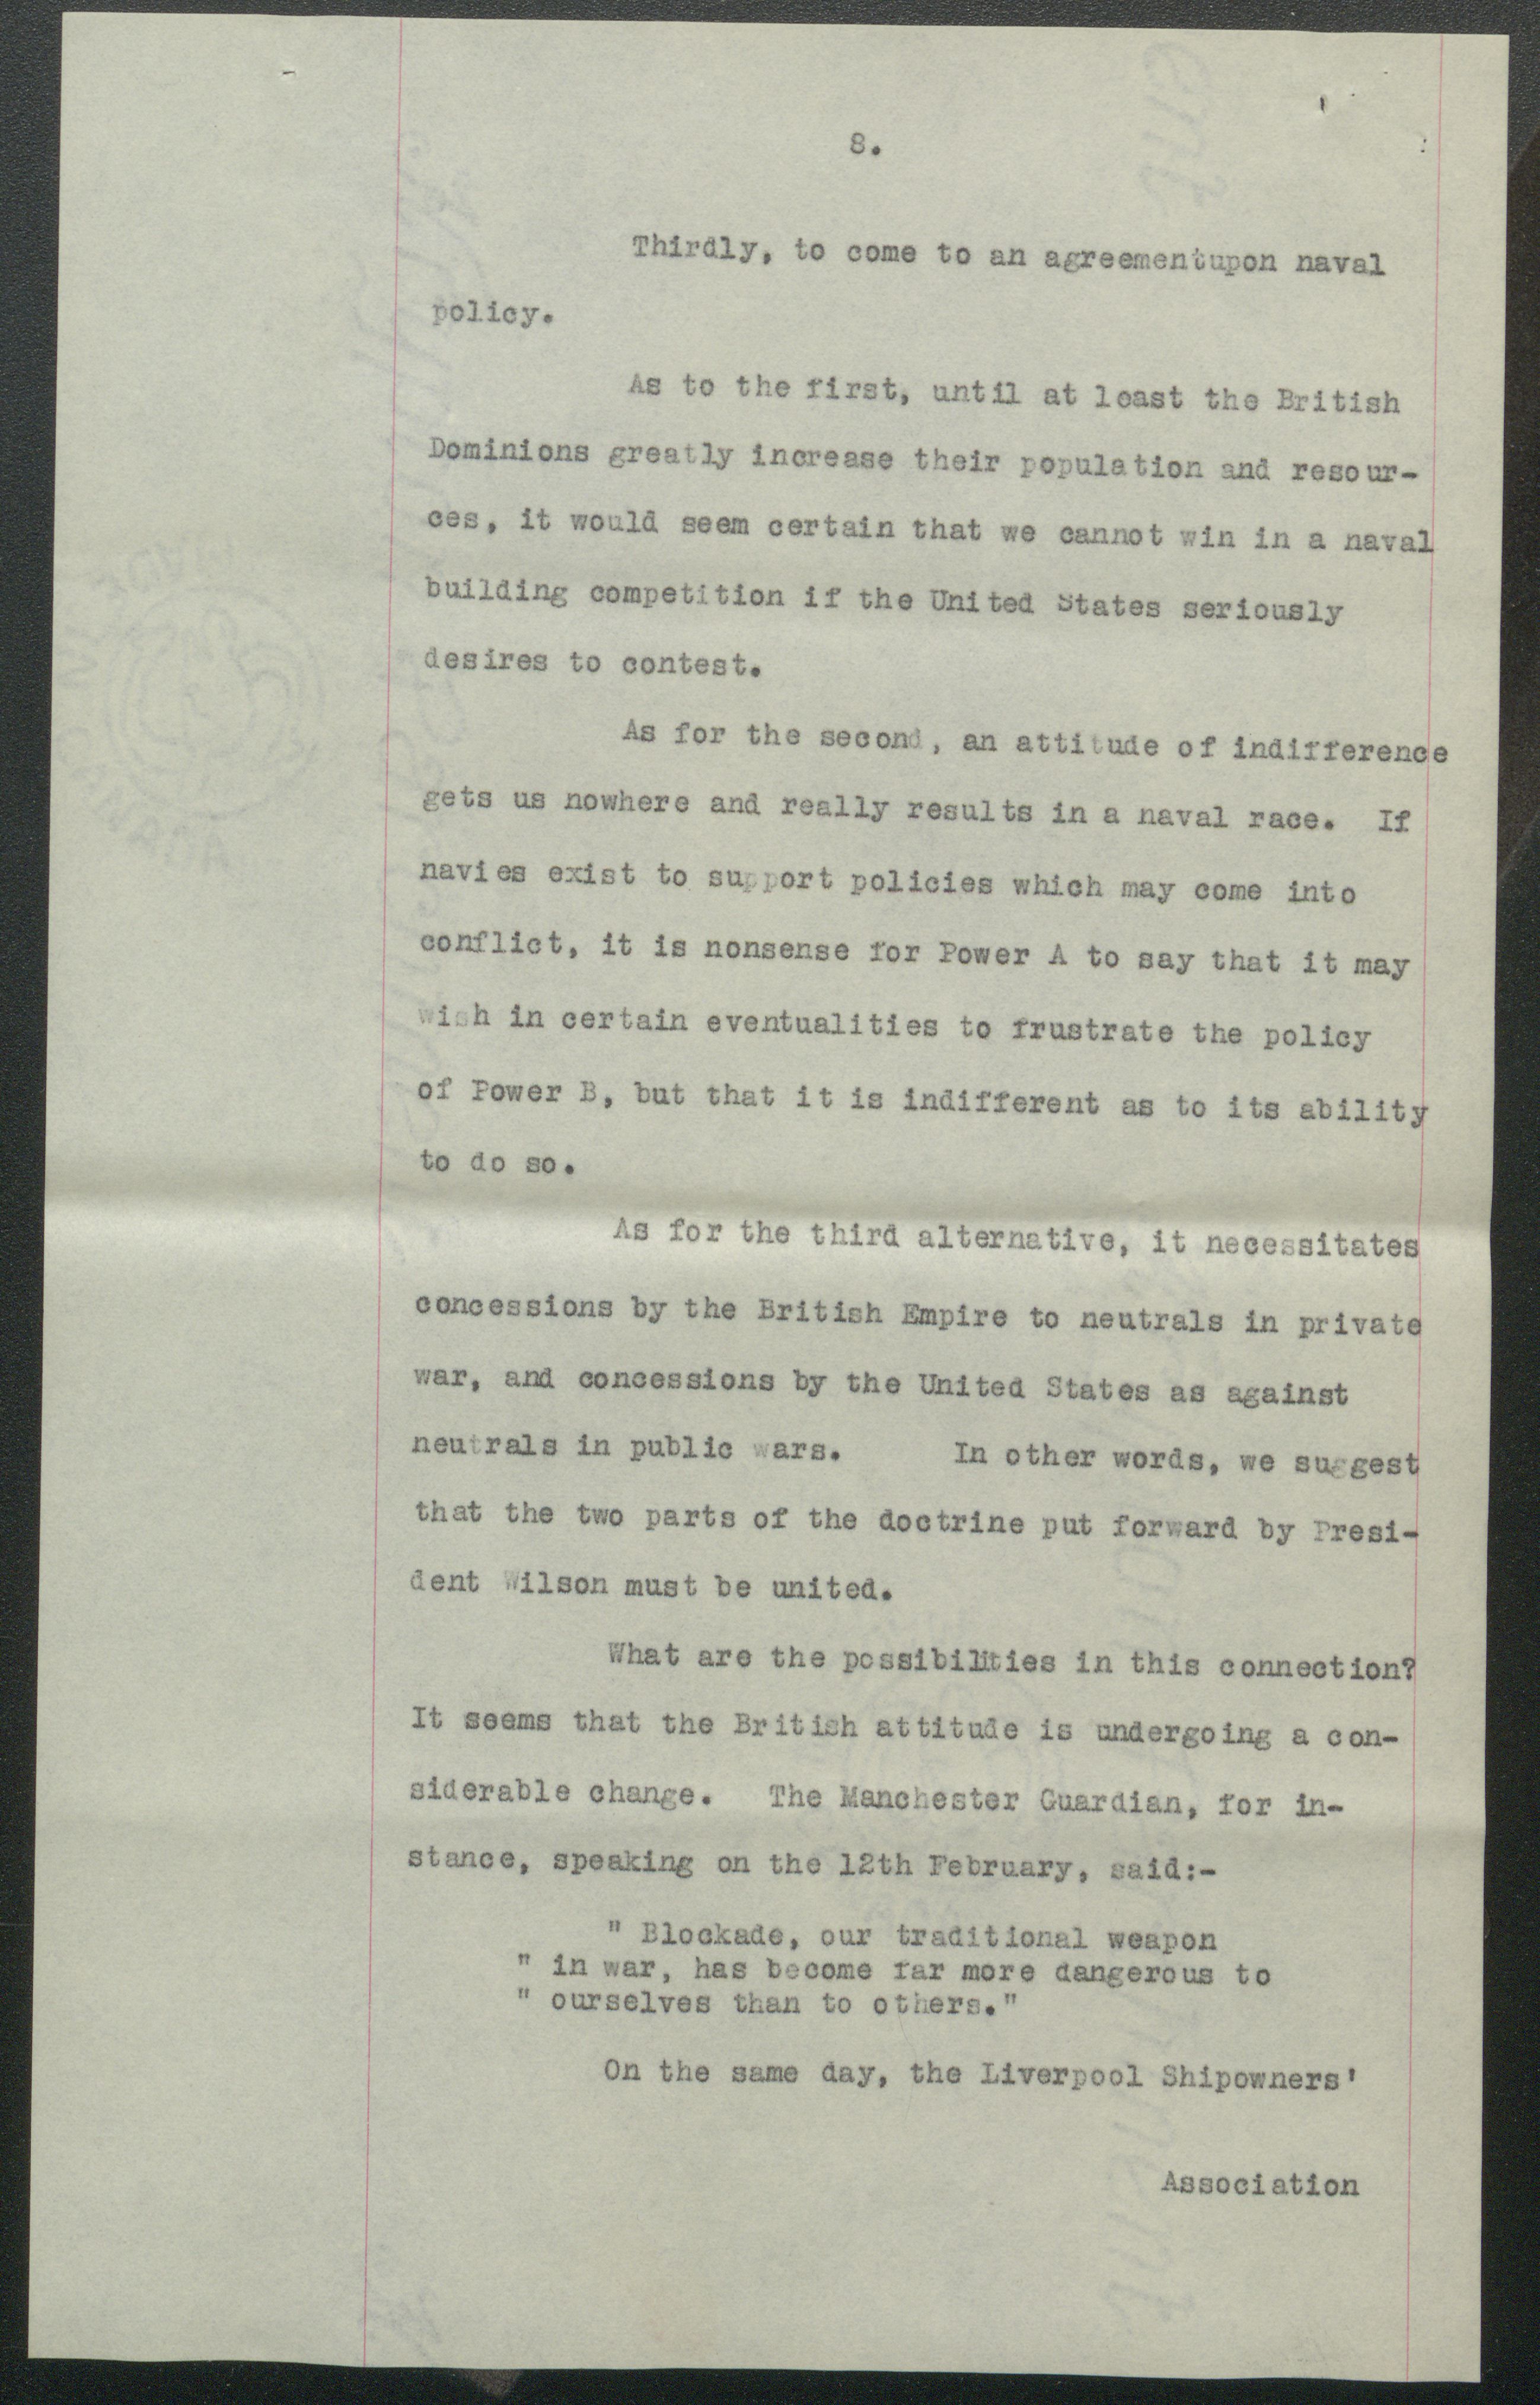 8.
Thirdly, to come to an agreementupon naval
policy.
As to the first, until at least the British
Dominions greatly increase their population and resour-
ces, it would seem certain that we cannot win in a naval
building competition if the United States seriously
desires to contest.
As for the second, an attitude of indifference
gets us nowhere and really results in a naval race. If
navies exist to support policies which may come into
conflict, it is nonsense for Power A to say that it may
wish in certain eventualities to frustrate the policy
of Power B, but that it is indifferent as to its ability
to do so.
As for the third alternative, it necessitates
concessions by the British Empire to neutrals in private
war, and concessions by the United States as against
neutrals in public wars. In other words, we suggest
that the two parts of the doctrine put forward by Presi-
dent Wilson must be united.
What are the possibilities in this connection?
It seems that the British attitude is undergoing a con-
siderable change. The Manchester Guardian, for in-
stance, speaking on the 12th February, said:-
" Blockade, our traditional weapon
" in war, has become far more dangerous to
" ourselves than to others."
On the same day, the Liverpool Shipowners'
Association